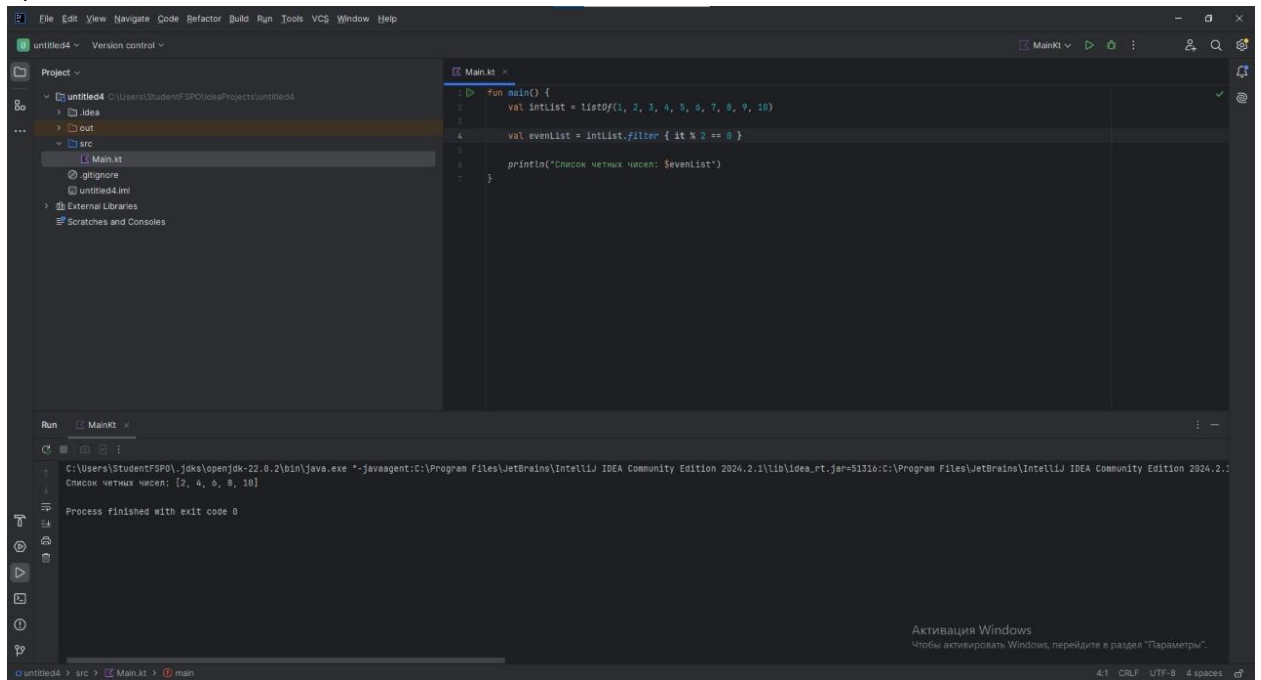 File Edit View Navigate Code Refactor Build Run Tools VCS Window Help
untitled4 Version control MainKt
Project
untitled4 C:\Users\StudentFSPO\IdeaProjects\untitled4
.idea
out
src
Main.kt
.gitignore
untitled4.iml
External Libraries
Scratches and Consoles
Main.kt
1 fun main() {
2 val intList = listOf(1, 2, 3, 4, 5, 6, 7, 8, 9, 10)
3
4 val evenList = intList.filter { it % 2 == 0 }
5
6 println("Список четных чисел: $evenList")
7 }
Run MainKt
C:\Users\StudentFSPO\.jdks\openjdk-22.0.2\bin\java.exe "-javaagent:C:\Program Files\JetBrains\IntelliJ IDEA Community Edition 2024.2.1\lib\idea_rt.jar=51316:C:\Program Files\JetBrains\IntelliJ IDEA Community Edition 2024.2.1
Список четных чисел: [2, 4, 6, 8, 10]
Process finished with exit code 0
Активация Windows
Чтобы активировать Windows, перейдите в раздел "Параметры".
untitled4 > src > Main.kt > main 4:1 CRLF UTF-8 4 spaces